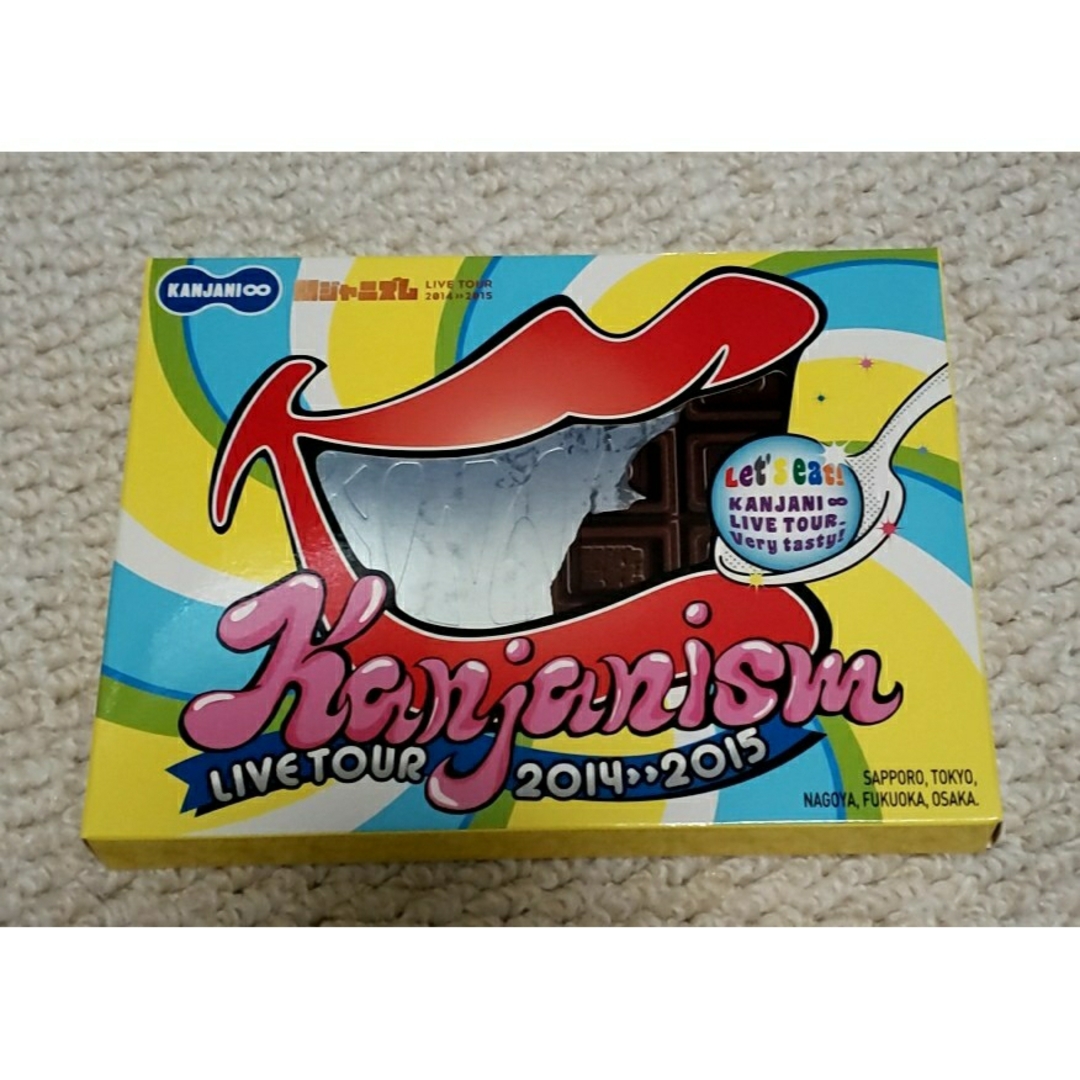 KANJANI∞
関ジャニズム
LIVE TOUR
2014>>2015
Let's eat!
KANJANI∞
LIVE TOUR.
Very tasty!
Kanjanism
LIVE TOUR 2014>>2015
SAPPORO, TOKYO,
NAGOYA, FUKUOKA, OSAKA.